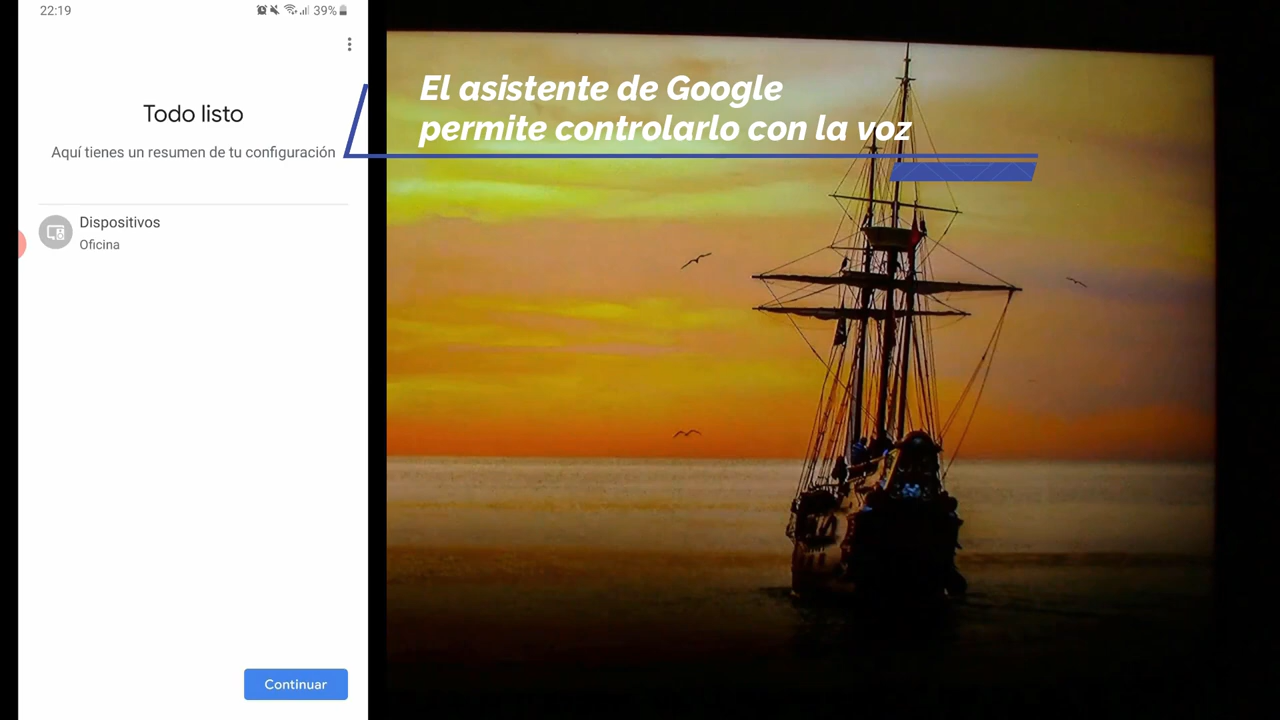 22:19
39%
Todo listo
Aquí tienes un resumen de tu configuración
Dispositivos
Oficina
Continuar
El asistente de Google
permite controlarlo con la voz